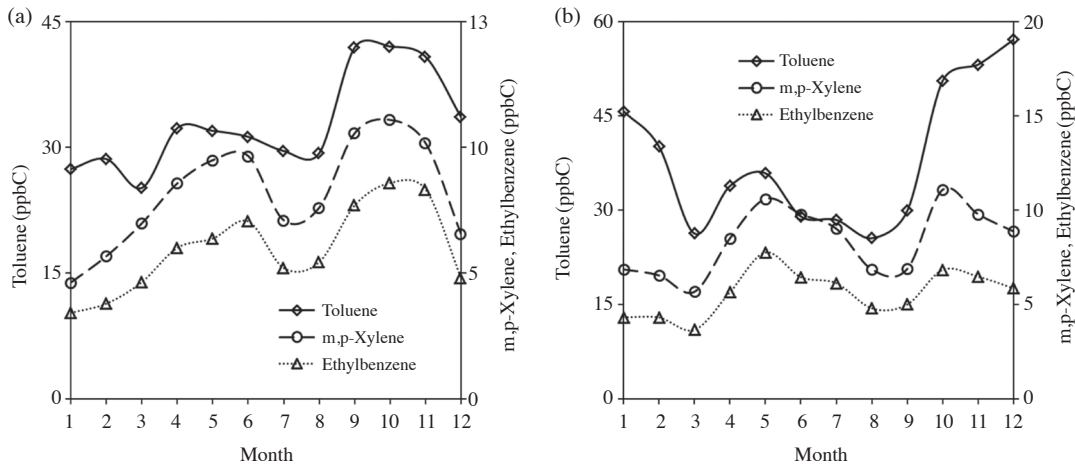 (a)
45
30
15
0
Toluene (ppbC)
13
10
5
0
m,p-Xylene, Ethylbenzene (ppbC)
Toluene
m,p-Xylene
Ethylbenzene
1 2 3 4 5 6 7 8 9 10 11 12
Month
(b)
60
45
30
15
0
Toluene (ppbC)
20
15
10
5
0
m,p-Xylene, Ethylbenzene (ppbC)
Toluene
m,p-Xylene
Ethylbenzene
1 2 3 4 5 6 7 8 9 10 11 12
Month